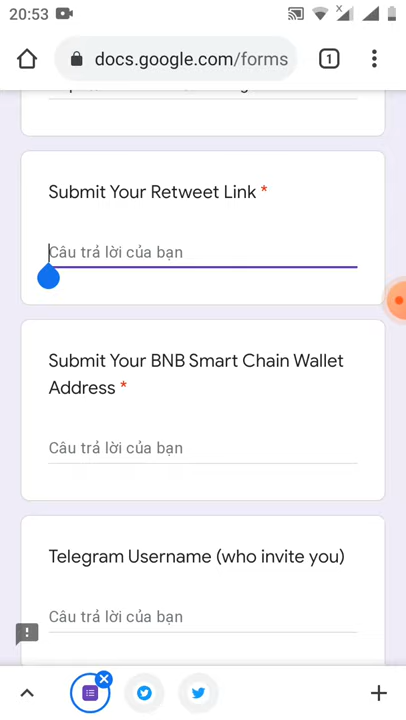 20:53
docs.google.com/forms
1
Submit Your Retweet Link *
Câu trả lời của bạn
Submit Your BNB Smart Chain Wallet
Address *
Câu trả lời của bạn
Telegram Username (who invite you)
Câu trả lời của bạn